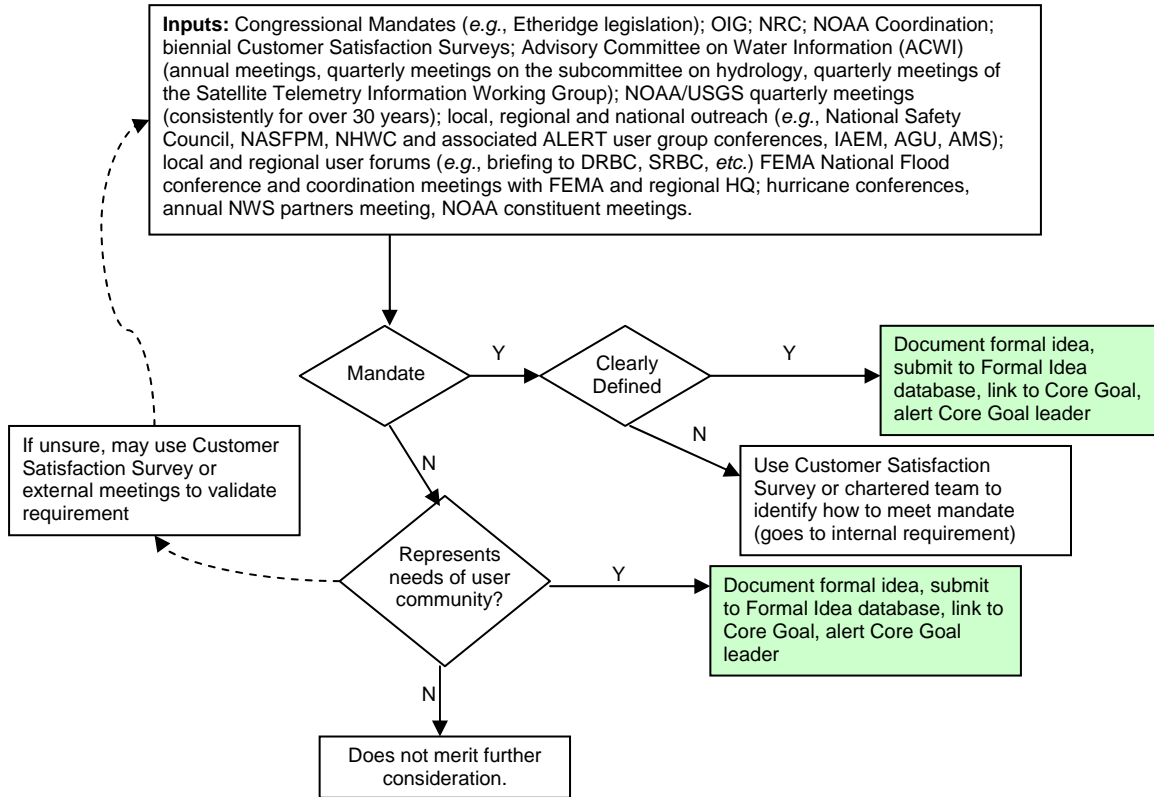 Inputs: Congressional Mandates (e.g., Etheridge legislation); OIG; NRC; NOAA Coordination;
biennial Customer Satisfaction Surveys; Advisory Committee on Water Information (ACWI)
(annual meetings, quarterly meetings on the subcommittee on hydrology, quarterly meetings of
the Satellite Telemetry Information Working Group); NOAA/USGS quarterly meetings
(consistently for over 30 years); local, regional and national outreach (e.g., National Safety
Council, NASFPM, NHWC and associated ALERT user group conferences, IAEM, AGU, AMS);
local and regional user forums (e.g., briefing to DRBC, SRBC, etc.) FEMA National Flood
conference and coordination meetings with FEMA and regional HQ; hurricane conferences,
annual NWS partners meeting, NOAA constituent meetings.
Mandate
Y
Clearly
Defined
Y
Document formal idea,
submit to Formal Idea
database, link to Core Goal,
alert Core Goal leader
N
Use Customer Satisfaction
Survey or chartered team to
identify how to meet mandate
(goes to internal requirement)
N
If unsure, may use Customer
Satisfaction Survey or
external meetings to validate
requirement
Represents
needs of user
community?
Y
Document formal idea, submit
to Formal Idea database, link to
Core Goal, alert Core Goal
leader
N
Does not merit further
consideration.